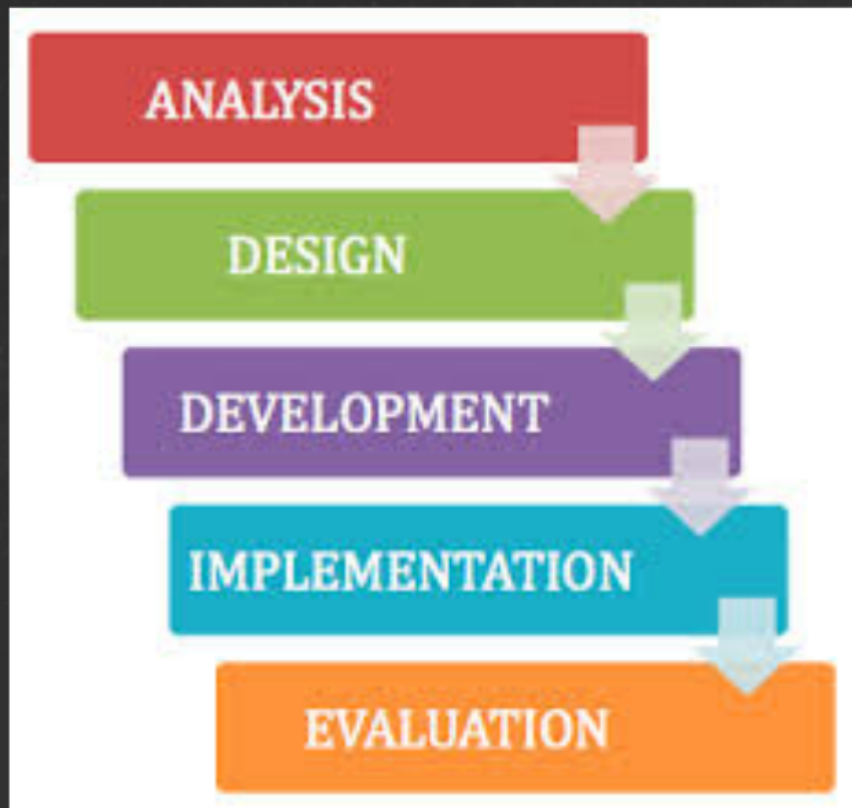 ANALYSIS
DESIGN
DEVELOPMENT
IMPLEMENTATION
EVALUATION